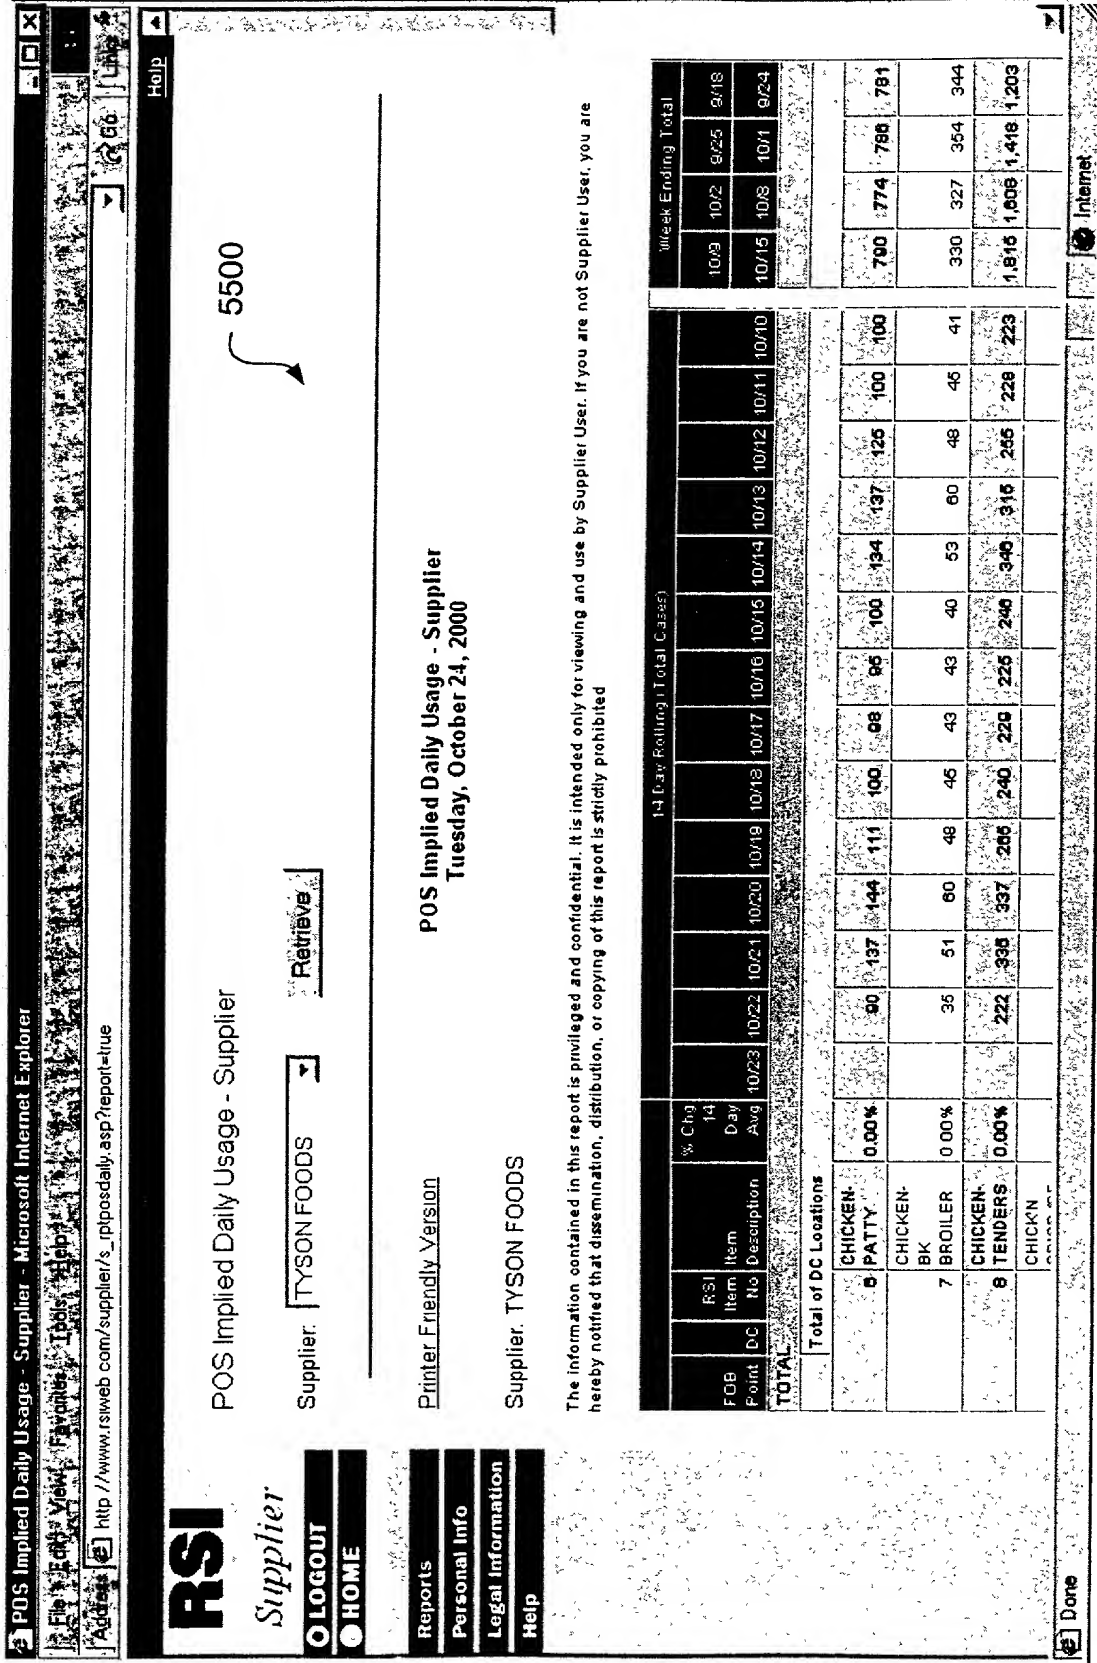 POS Implied Daily Usage - Supplier - Microsoft Internet Explorer
File Edit View Favorites Tools Help
Address http://www.rsiweb com/supplier/s_rptposdaily.asp?report=true Go Links
Help
RSI
Supplier
LOGOUT
HOME
Reports
Personal Info
Legal Information
Help
POS Implied Daily Usage - Supplier
5500
Supplier. TYSON FOODS Retrieve
Printer Friendly Version
POS Implied Daily Usage - Supplier
Tuesday, October 24, 2000
Supplier. TYSON FOODS
The information contained in this report is privileged and confidential. It is intended only for viewing and use by Supplier User. If you are not Supplier User, you are
hereby notified that dissemination, distribution, or copying of this report is strictly prohibited
14 Day Rolling (Total Cases) Week Ending Total
% Chg
RSI 14 10/9 10/2 9/25 9/18
FOB Item Item Day
Point DC No Description Avg 10/23 10/22 10/21 10/20 10/19 10/18 10/17 10/16 10/15 10/14 10/13 10/12 10/11 10/10 10/15 10/8 10/1 9/24
TOTAL
Total of DC Locations
CHICKEN-
6 PATTY 0.00% 90 137 144 111 100 98 95 100 134 137 125 100 100 790 774 786 781
CHICKEN-
BK
7 BROILER 0 00% 35 51 60 48 45 43 43 40 53 60 48 45 41 330 327 354 344
CHICKEN-
8 TENDERS 0.00% 222 335 337 265 240 229 225 246 346 315 255 228 223 1,815 1,608 1,418 1,203
CHICKN
Done Internet